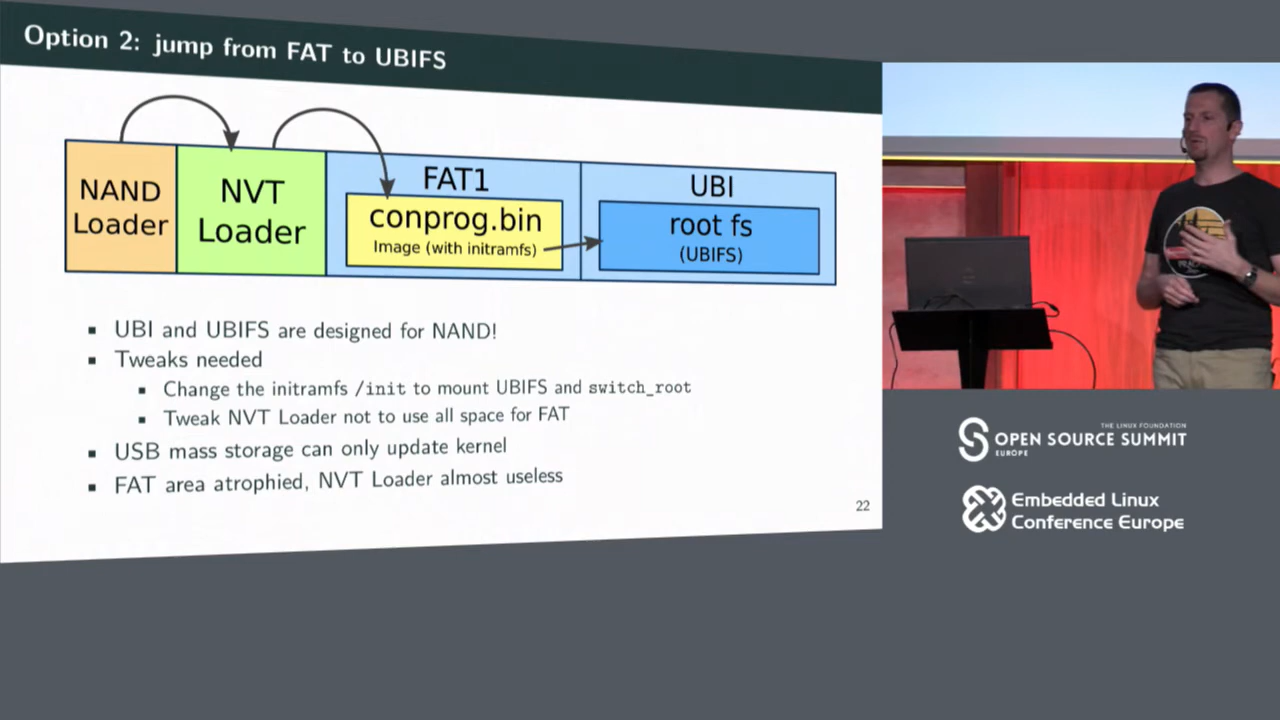 Option 2: jump from FAT to UBIFS
NAND
Loader
NVT
Loader
FAT1
conprog.bin
Image (with initramfs)
UBI
root fs
(UBIFS)
▪ UBI and UBIFS are designed for NAND!
▪ Tweaks needed
▪ Change the initramfs /init to mount UBIFS and switch_root
▪ Tweak NVT Loader not to use all space for FAT
▪ USB mass storage can only update kernel
▪ FAT area atrophied, NVT Loader almost useless
22
THE LINUX FOUNDATION
OPEN SOURCE SUMMIT
EUROPE
Embedded Linux
Conference Europe